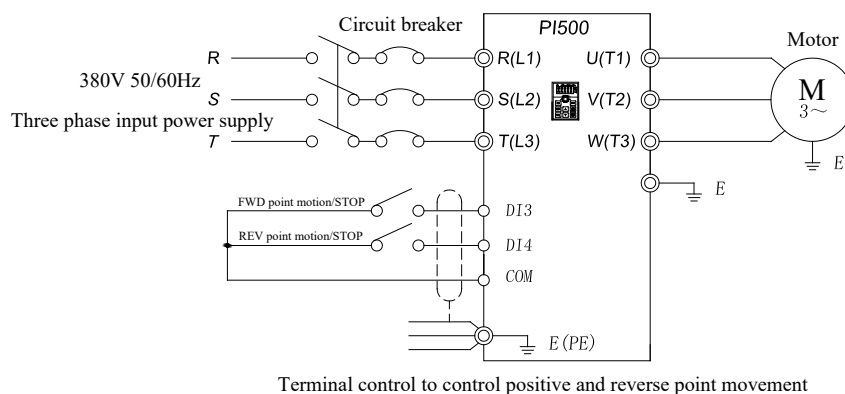 Circuit breaker
PI500
Motor
R
R(L1)
U(T1)
380V 50/60Hz
S
S(L2)
V(T2)
M
3~
Three phase input power supply
T
T(L3)
W(T3)
E
E
FWD point motion/STOP
DI3
REV point motion/STOP
DI4
COM
E(PE)
Terminal control to control positive and reverse point movement